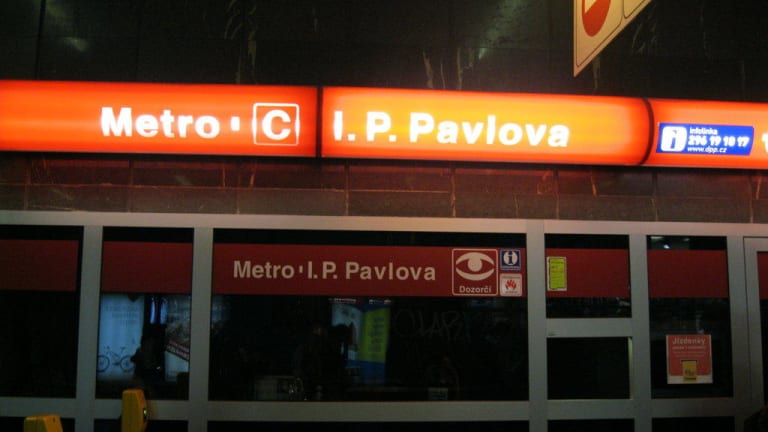 Metro C
I. P. Pavlova
infolinka
296 19 18 17
www.dpp.cz
Metro I. P. Pavlova
Dozorčí
Jízdenky